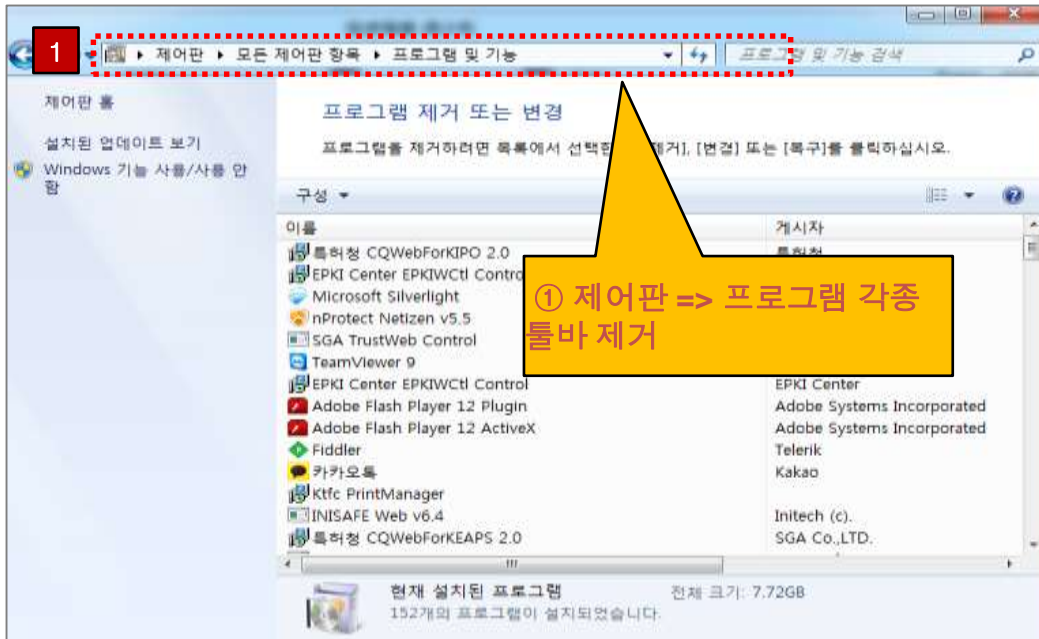 1
제어판 ▸ 모든 제어판 항목 ▸ 프로그램 및 기능
프로그램 및 기능 검색
제어판 홈
설치된 업데이트 보기
Windows 기능 사용/사용 안
함
프로그램 제거 또는 변경
프로그램을 제거하려면 목록에서 선택한 제거], [변경] 또는 [복구]를 클릭하십시오.
구성
이름 게시자
특허청 CQWebForKIPO 2.0 특허청
EPKI Center EPKIWCtl Contro
Microsoft Silverlight
nProtect Netizen v5.5
SGA TrustWeb Control
TeamViewer 9
① 제어판 => 프로그램 각종
툴바 제거
EPKI Center EPKIWCtl Control EPKI Center
Adobe Flash Player 12 Plugin Adobe Systems Incorporated
Adobe Flash Player 12 ActiveX Adobe Systems Incorporated
Fiddler Telerik
카카오톡 Kakao
Ktfc PrintManager
INISAFE Web v6.4 Initech (c).
특허청 CQWebForKEAPS 2.0 SGA Co.,LTD.
현재 설치된 프로그램 전체 크기: 7.72GB
152개의 프로그램이 설치되었습니다.